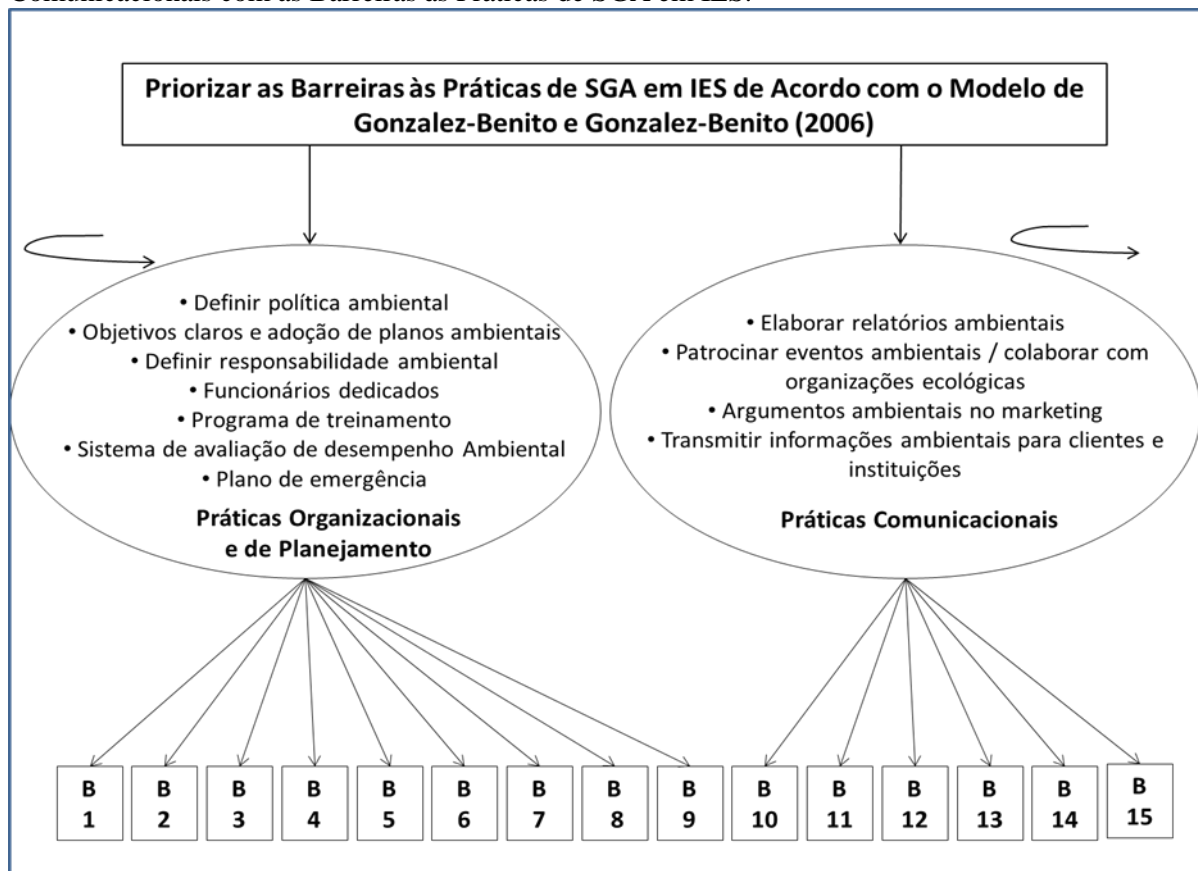 Comunicacionais com as Barreiras às Práticas de SGA em IES.
Priorizar as Barreiras às Práticas de SGA em IES de Acordo com o Modelo de
Gonzalez-Benito e Gonzalez-Benito (2006)
• Definir política ambiental
• Objetivos claros e adoção de planos ambientais
• Definir responsabilidade ambiental
• Funcionários dedicados
• Programa de treinamento
• Sistema de avaliação de desempenho Ambiental
• Plano de emergência
Práticas Organizacionais
e de Planejamento
• Elaborar relatórios ambientais
• Patrocinar eventos ambientais / colaborar com
organizações ecológicas
• Argumentos ambientais no marketing
• Transmitir informações ambientais para clientes e
instituições
Práticas Comunicacionais
B
1
B
2
B
3
B
4
B
5
B
6
B
7
B
8
B
9
B
10
B
11
B
12
B
13
B
14
B
15